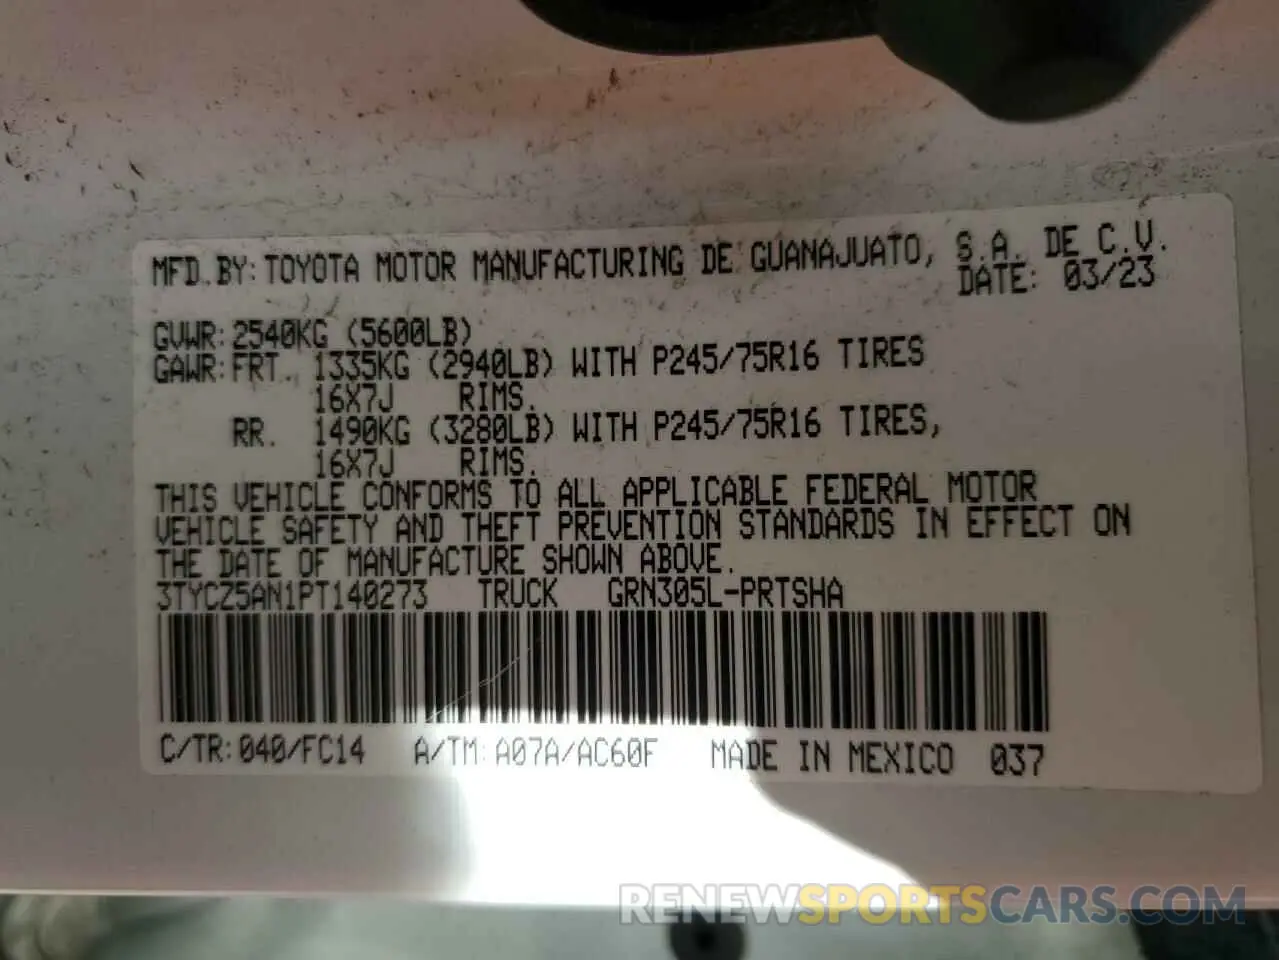 MFD. BY: TOYOTA MOTOR MANUFACTURING DE GUANAJUATO, S.A. DE C.V.
DATE: 03/23
GVWR: 2540KG (5600LB)
GAWR: FRT. 1335KG (2940LB) WITH P245/75R16 TIRES
16X7J RIMS.
RR. 1490KG (3280LB) WITH P245/75R16 TIRES,
16X7J RIMS.
THIS VEHICLE CONFORMS TO ALL APPLICABLE FEDERAL MOTOR
VEHICLE SAFETY AND THEFT PREVENTION STANDARDS IN EFFECT ON
THE DATE OF MANUFACTURE SHOWN ABOVE.
3TYCZ5AN1PT140273 TRUCK GRN305L-PRTSHA
C/TR: 040/FC14 A/TM: A07A/AC60F MADE IN MEXICO 037
RENEWSPORTSCARS.COM